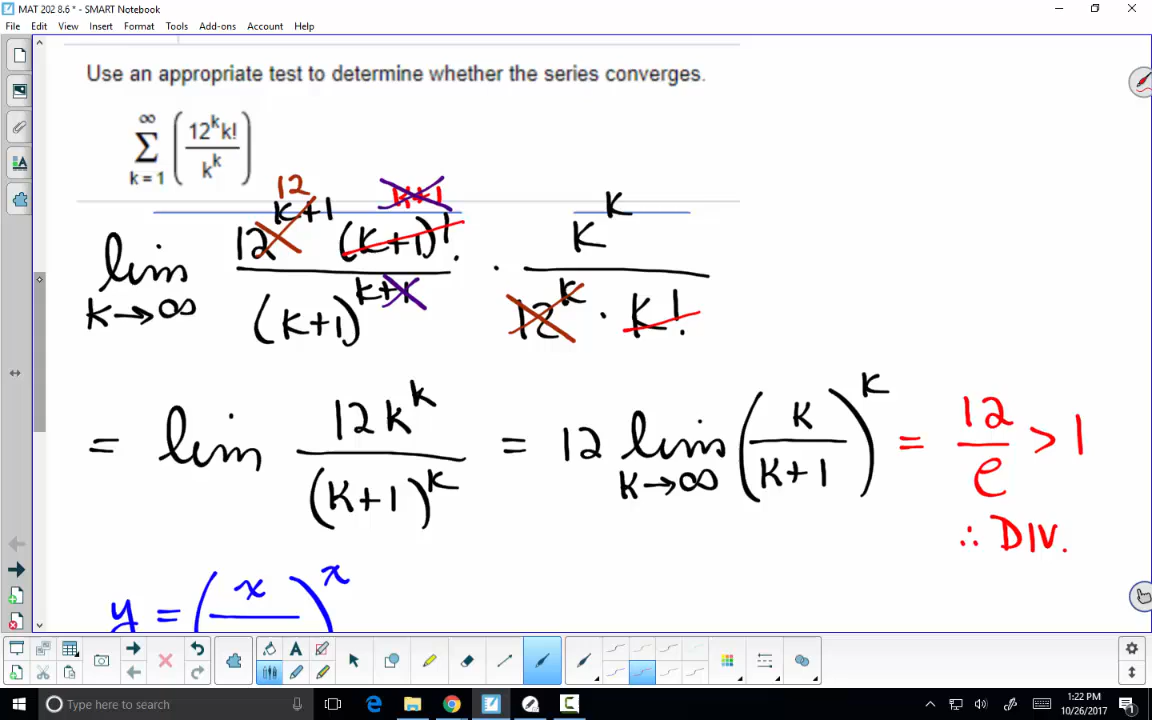 MAT 202 8.6 * - SMART Notebook
File Edit View Insert Format Tools Add-ons Account Help
Use an appropriate test to determine whether the series converges.
∞
Σ (12^k k! / k^k)
k = 1
12 k+1
lim 12^(k+1) (k+1)! / (k+1)^(k+1) · k^k / 12^k · k!
k→∞
= lim 12k^k / (k+1)^k = 12 lim (k / k+1)^k = 12/e > 1
k→∞
∴ DIV.
y = (x )^x
A
Type here to search
1:22 PM
10/26/2017
1